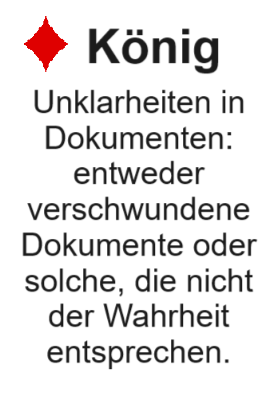 ♦ König
Unklarheiten in
Dokumenten:
entweder
verschwundene
Dokumente oder
solche, die nicht
der Wahrheit
entsprechen.